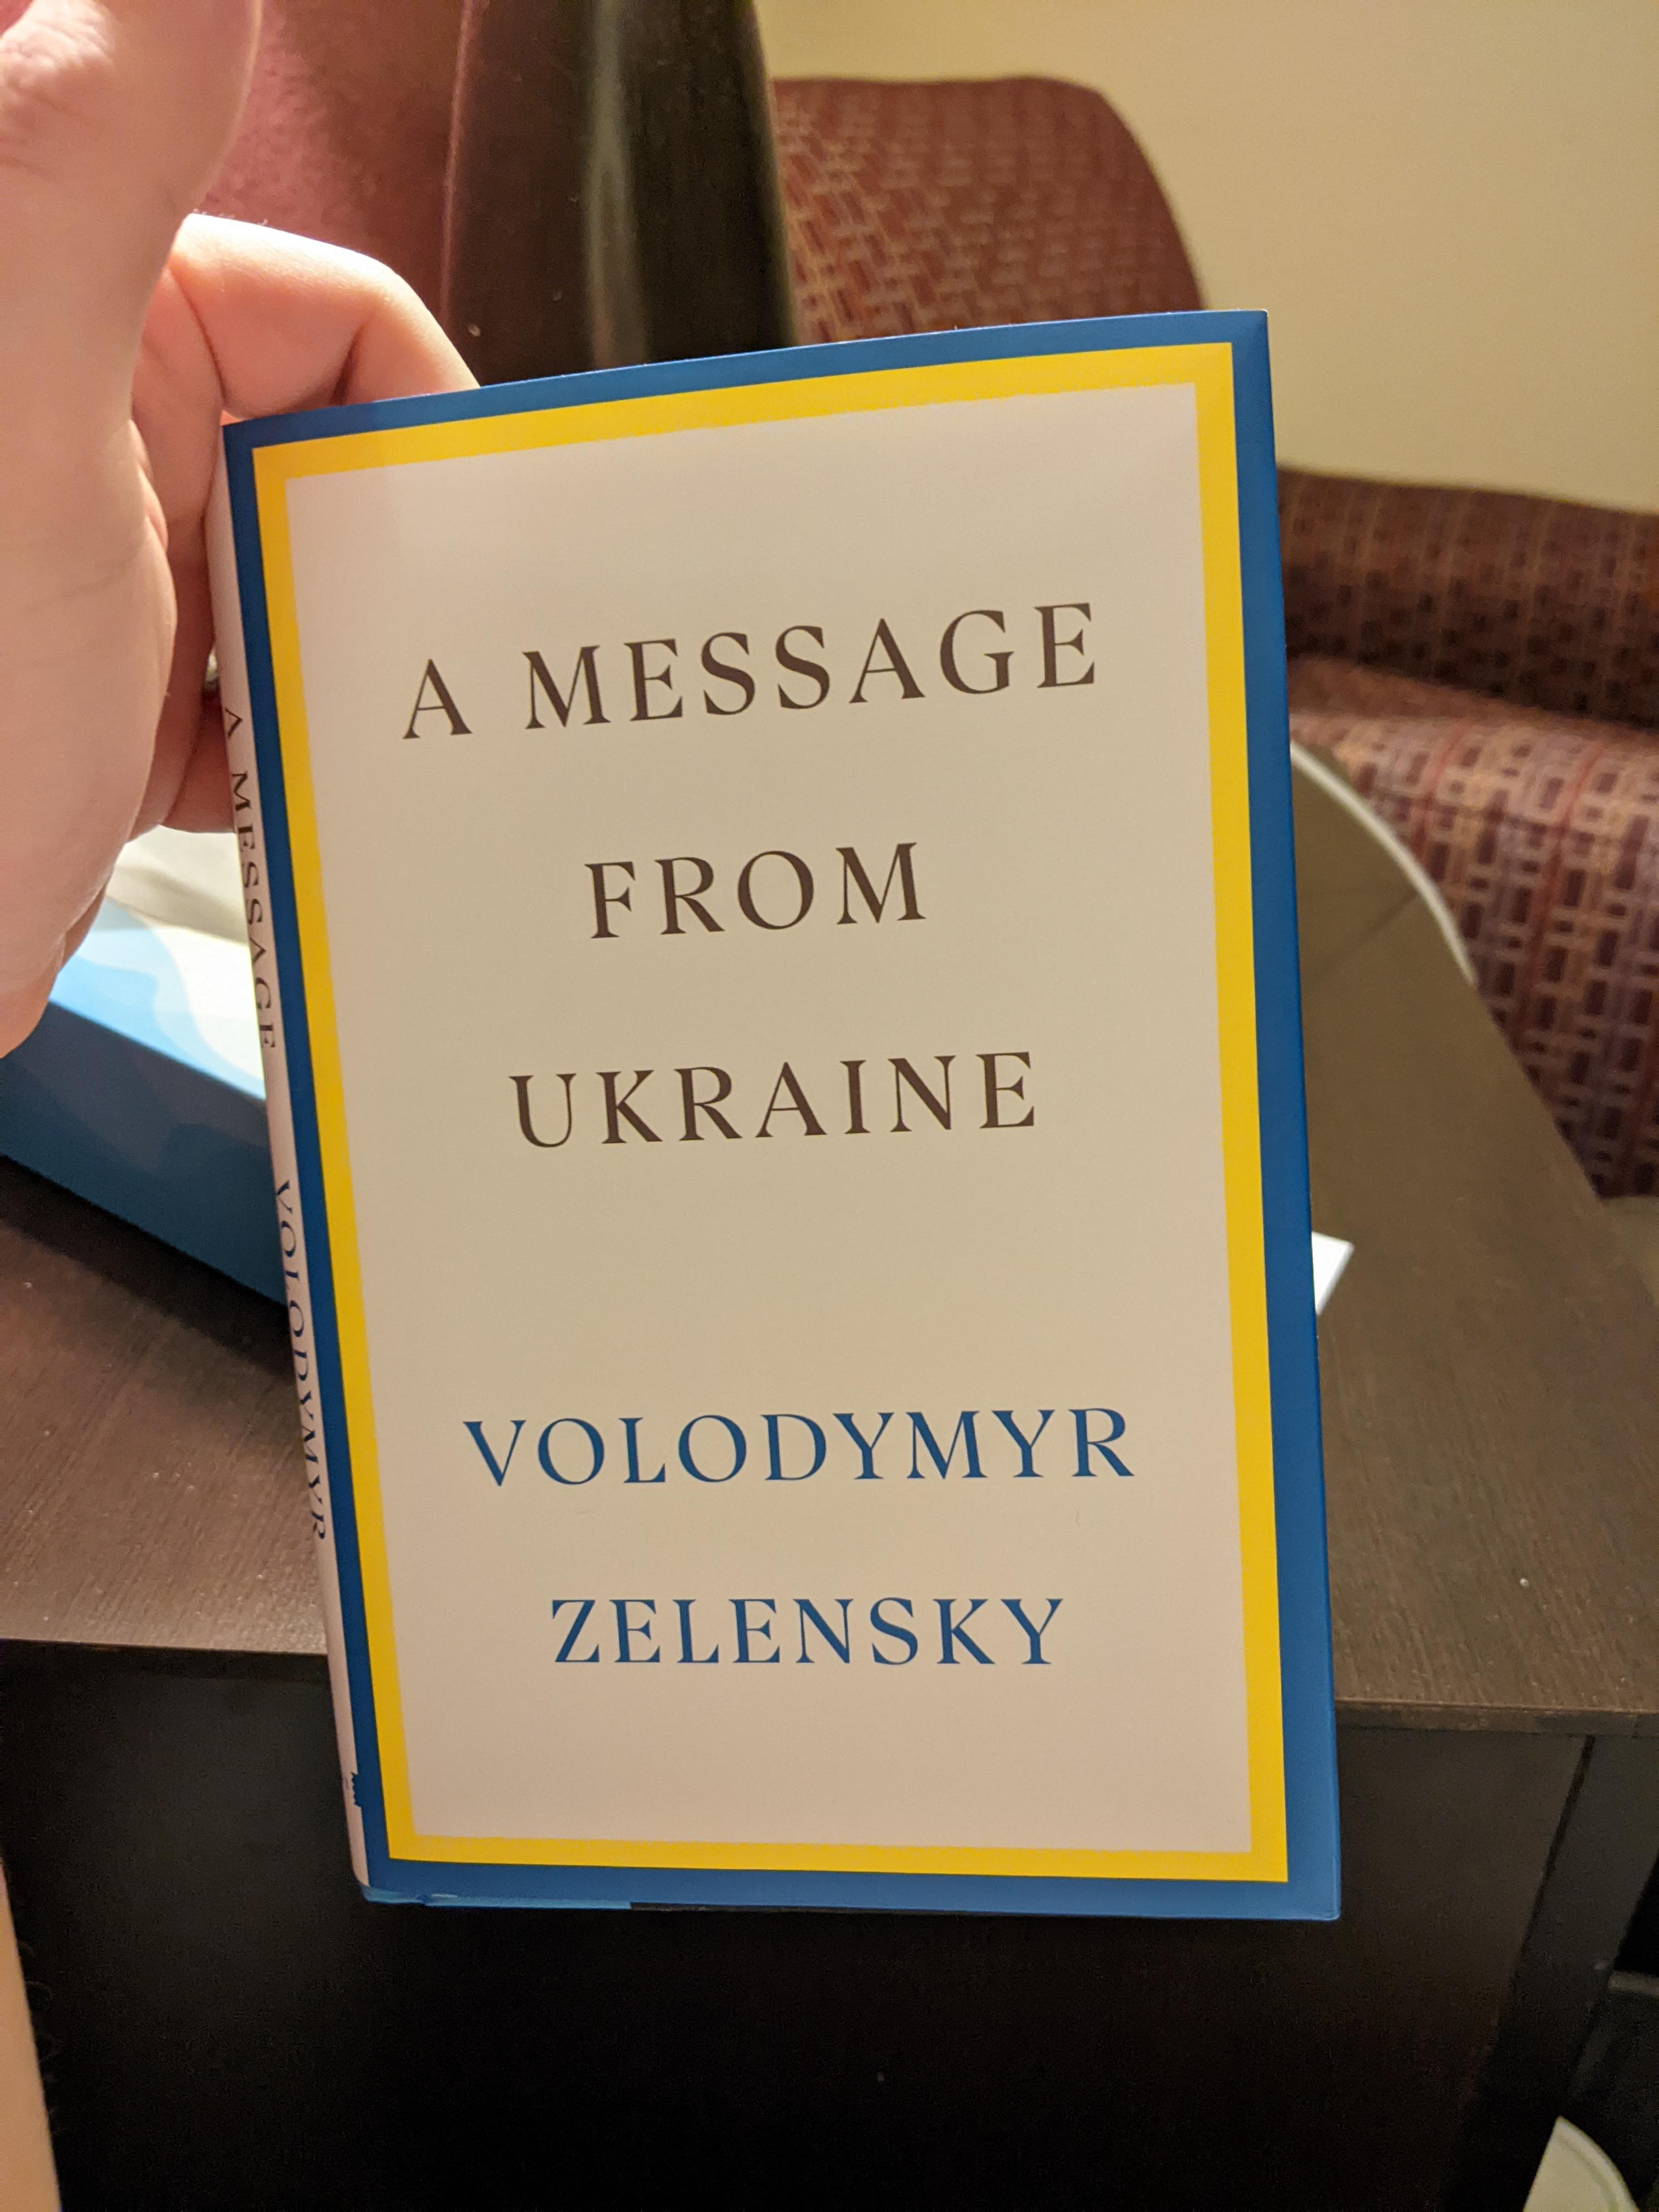 A MESSAGE
FROM
UKRAINE
VOLODYMYR
ZELENSKY
A MESSAGE VOLODYMYR